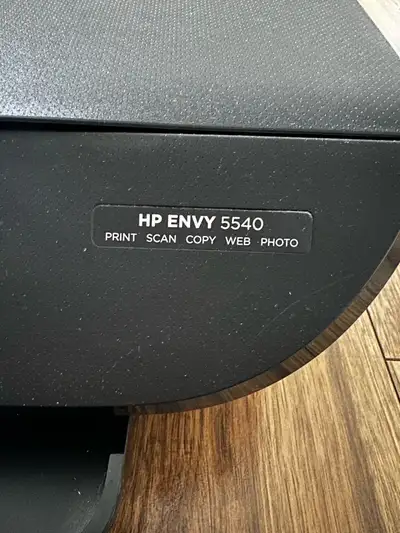 HP ENVY 5540
PRINT SCAN COPY WEB PHOTO